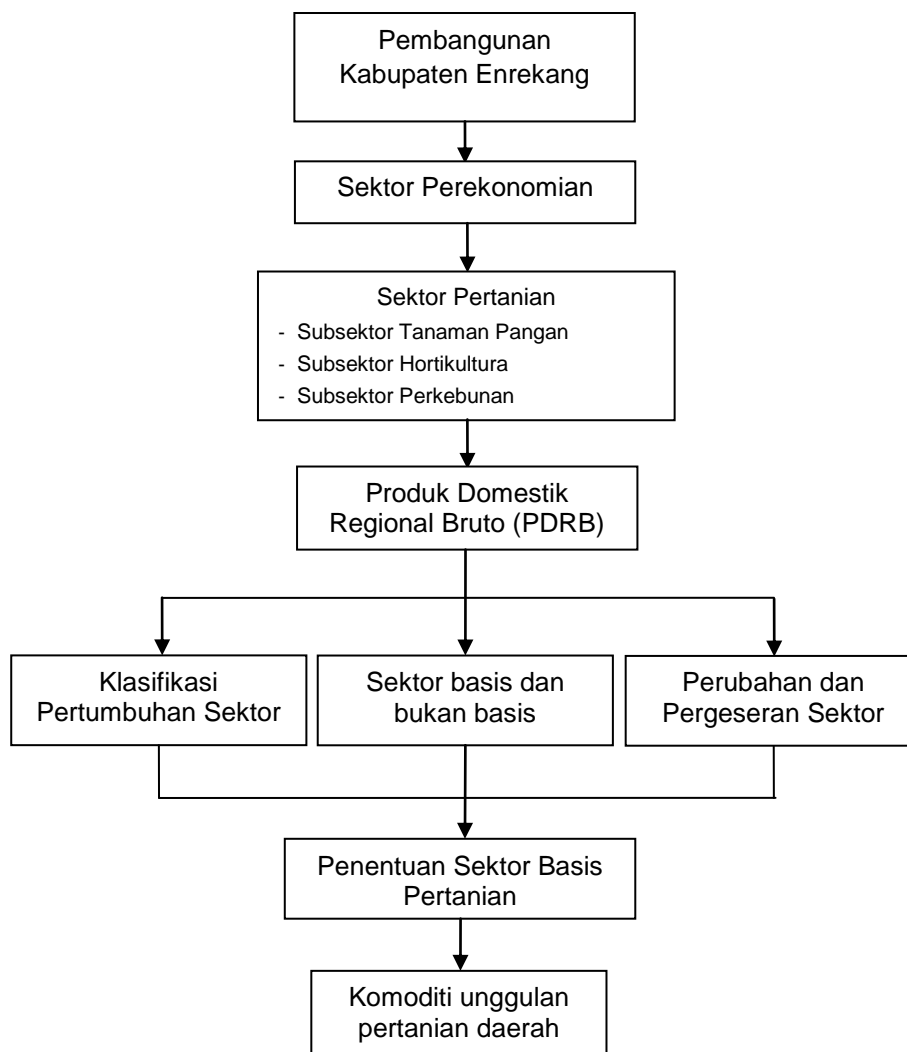 Pembangunan
Kabupaten Enrekang
Sektor Perekonomian
Sektor Pertanian
- Subsektor Tanaman Pangan
- Subsektor Hortikultura
- Subsektor Perkebunan
Produk Domestik
Regional Bruto (PDRB)
Klasifikasi
Pertumbuhan Sektor
Sektor basis dan
bukan basis
Perubahan dan
Pergeseran Sektor
Penentuan Sektor Basis
Pertanian
Komoditi unggulan
pertanian daerah